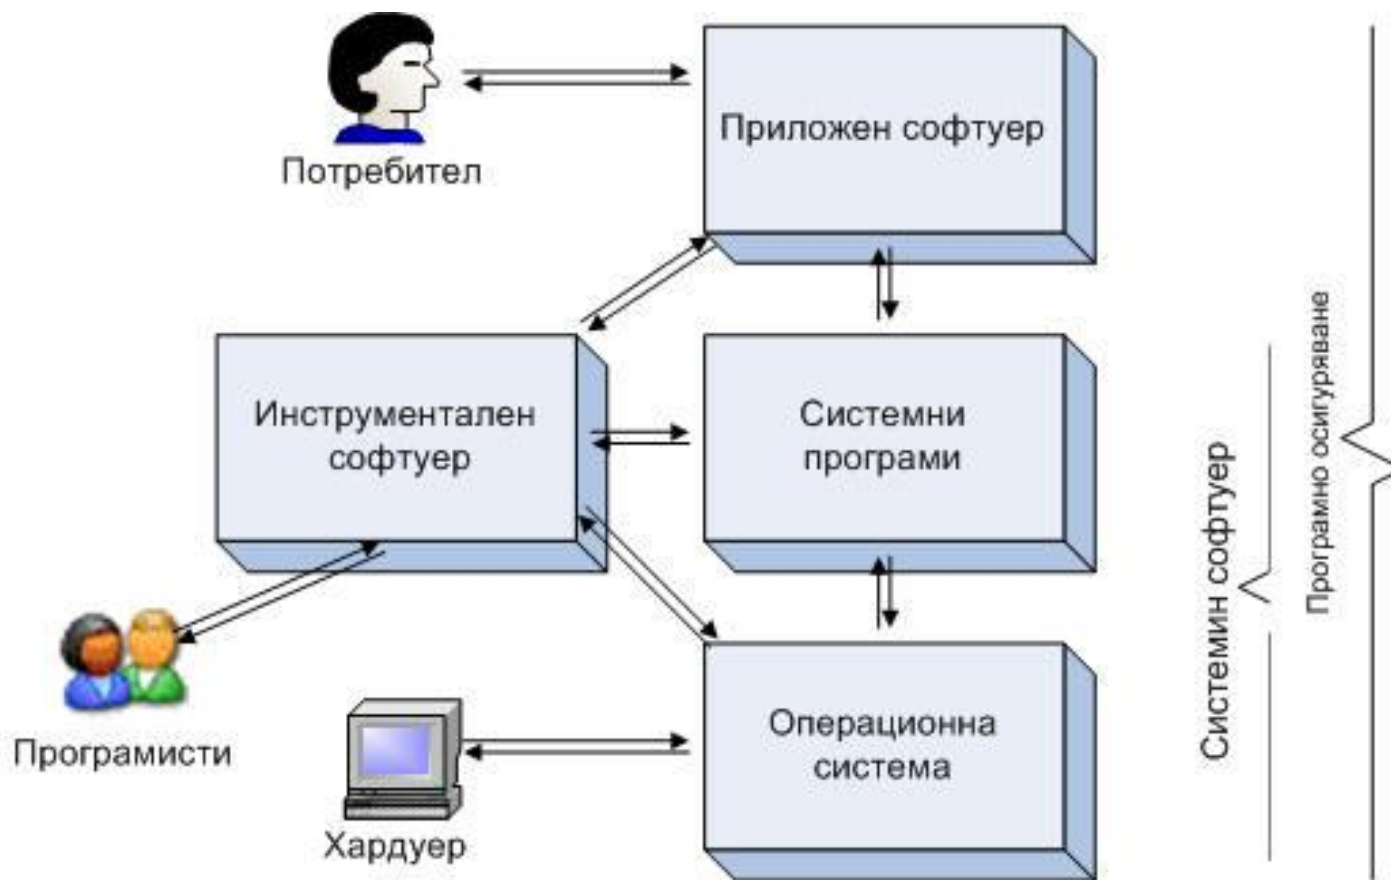 Потребител
Приложен софтуер
Инструментален
софтуер
Системни
програми
Програмисти
Хардуер
Операционна
система
Системин софтуер
Програмно осигуряване